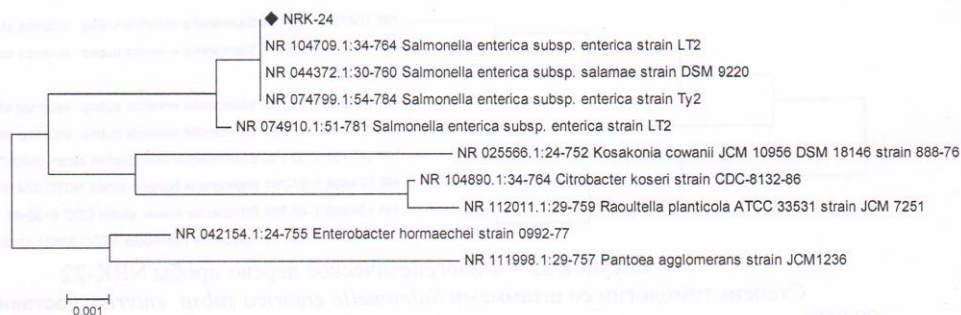 ◆ NRK-24
NR 104709.1:34-764 Salmonella enterica subsp. enterica strain LT2
NR 044372.1:30-760 Salmonella enterica subsp. salamae strain DSM 9220
NR 074799.1:54-784 Salmonella enterica subsp. enterica strain Ty2
NR 074910.1:51-781 Salmonella enterica subsp. enterica strain LT2
NR 025566.1:24-752 Kosakonia cowanii JCM 10956 DSM 18146 strain 888-76
NR 104890.1:34-764 Citrobacter koseri strain CDC-8132-86
NR 112011.1:29-759 Raoultella planticola ATCC 33531 strain JCM 7251
NR 042154.1:24-755 Enterobacter hormaechei strain 0992-77
NR 111998.1:29-757 Pantoea agglomerans strain JCM1236
0.001